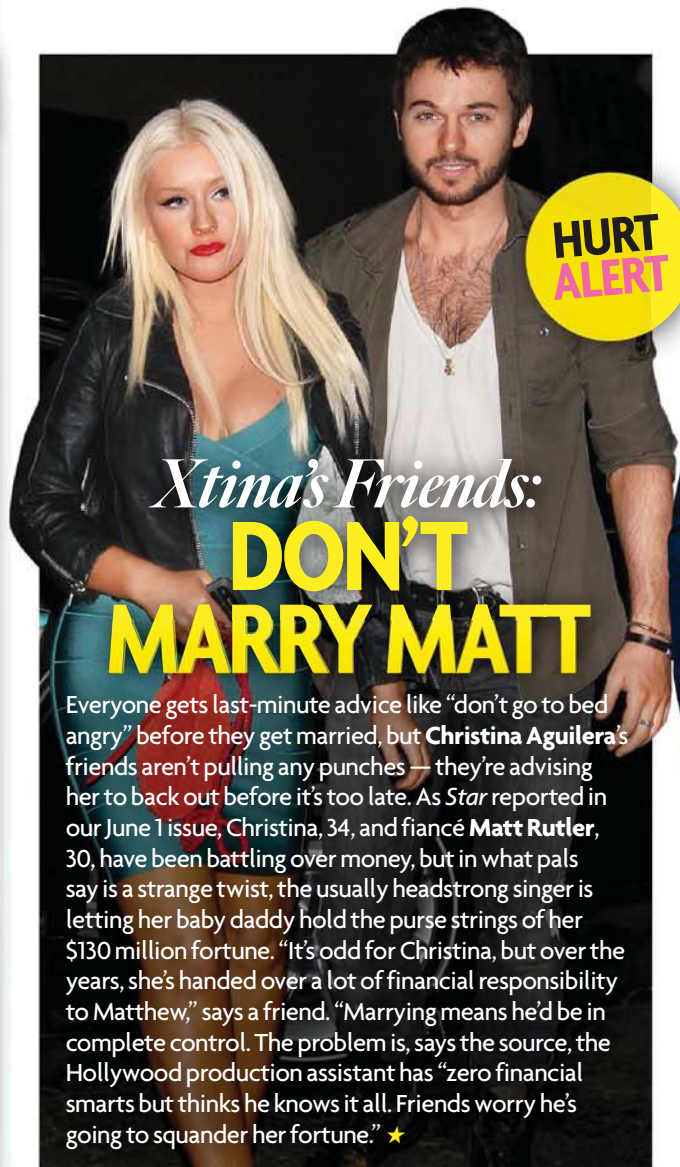 HURT
ALERT
Xtina's Friends:
DON'T
MARRY MATT
Everyone gets last-minute advice like “don't go to bed
angry” before they get married, but Christina Aguilera's
friends aren't pulling any punches — they're advising
her to back out before it's too late. As Star reported in
our June 1 issue, Christina, 34, and fiancé Matt Rutler,
30, have been battling over money, but in what pals
say is a strange twist, the usually headstrong singer is
letting her baby daddy hold the purse strings of her
$130 million fortune. “It's odd for Christina, but over the
years, she's handed over a lot of financial responsibility
to Matthew,” says a friend. “Marrying means he'd be in
complete control. The problem is, says the source, the
Hollywood production assistant has “zero financial
smarts but thinks he knows it all. Friends worry he's
going to squander her fortune.” ★